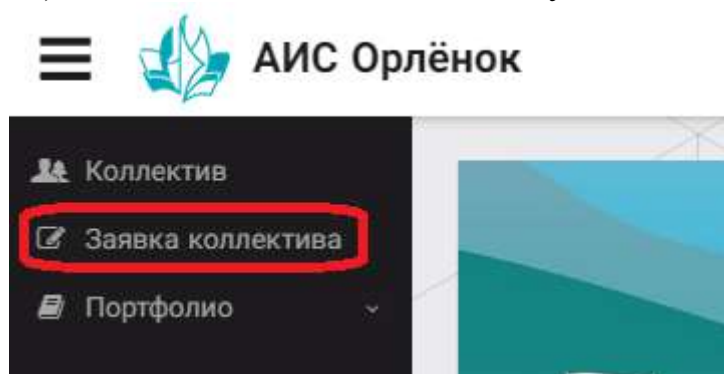 АИС Орлёнок
Коллектив
Заявка коллектива
Портфолио